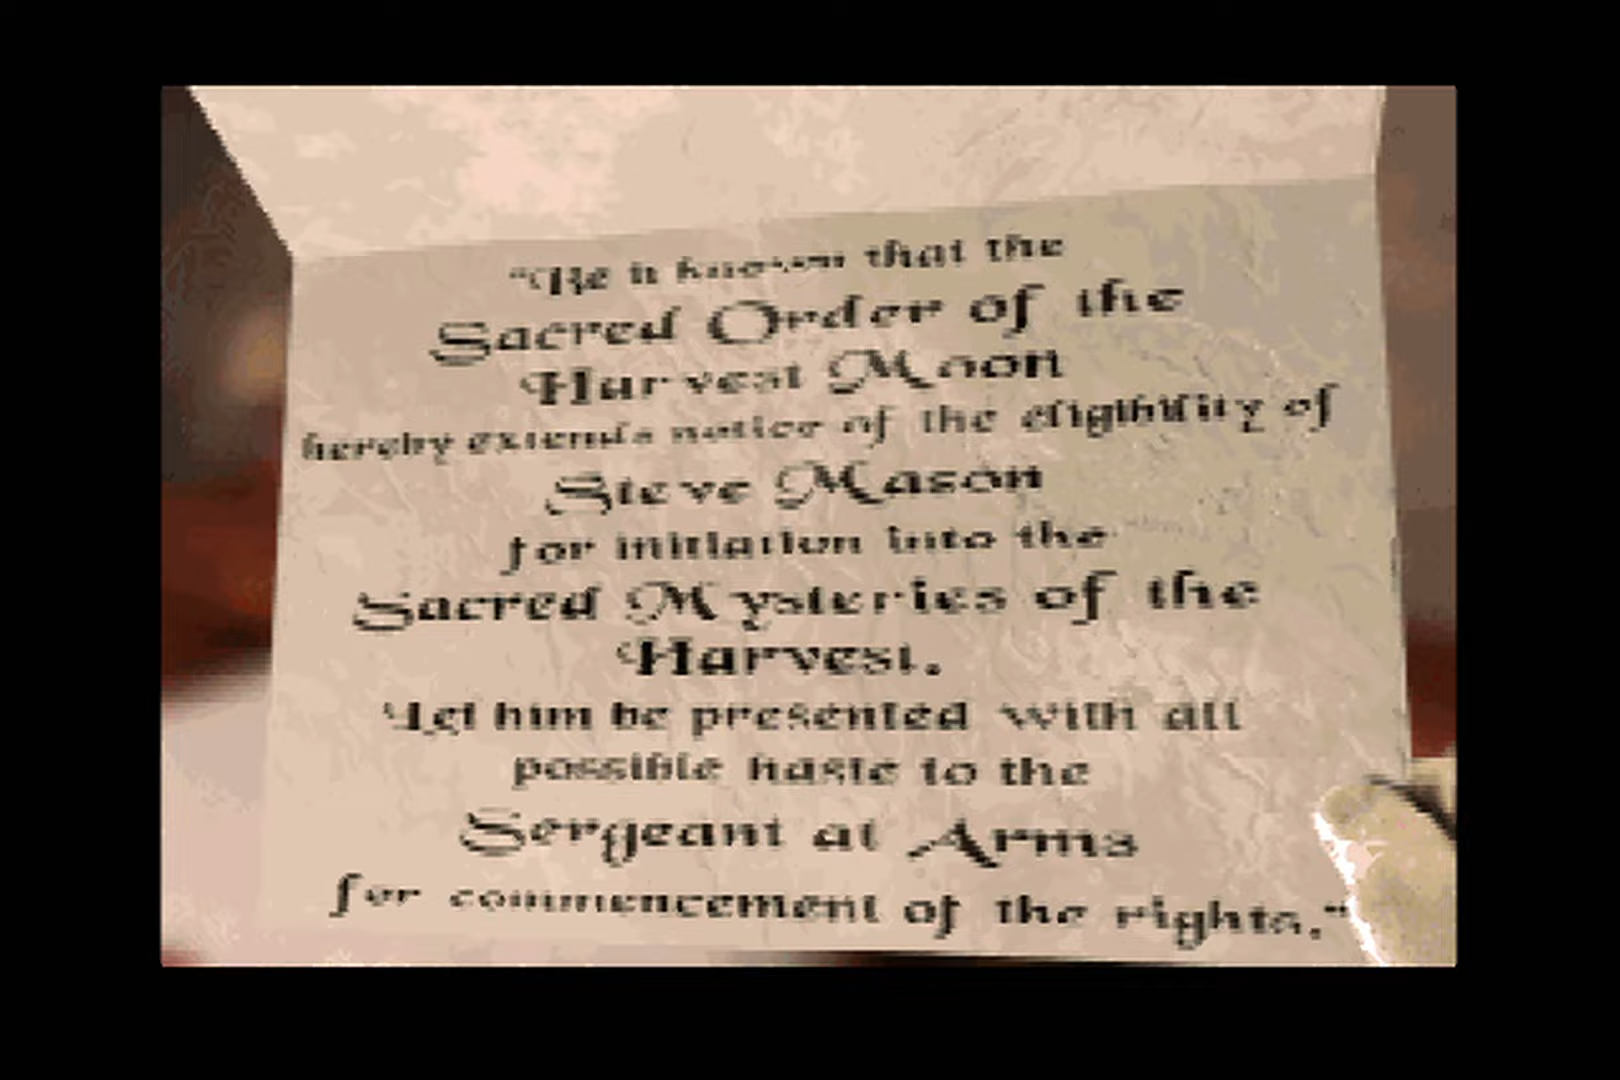 "Be it known that the
Sacred Order of the
Harvest Moon
hereby extends notice of the eligibility of
Steve Mason
for initiation into the
Sacred Mysteries of the
Harvest.
Let him be presented with all
possible haste to the
Sergeant at Arms
for commencement of the rights."